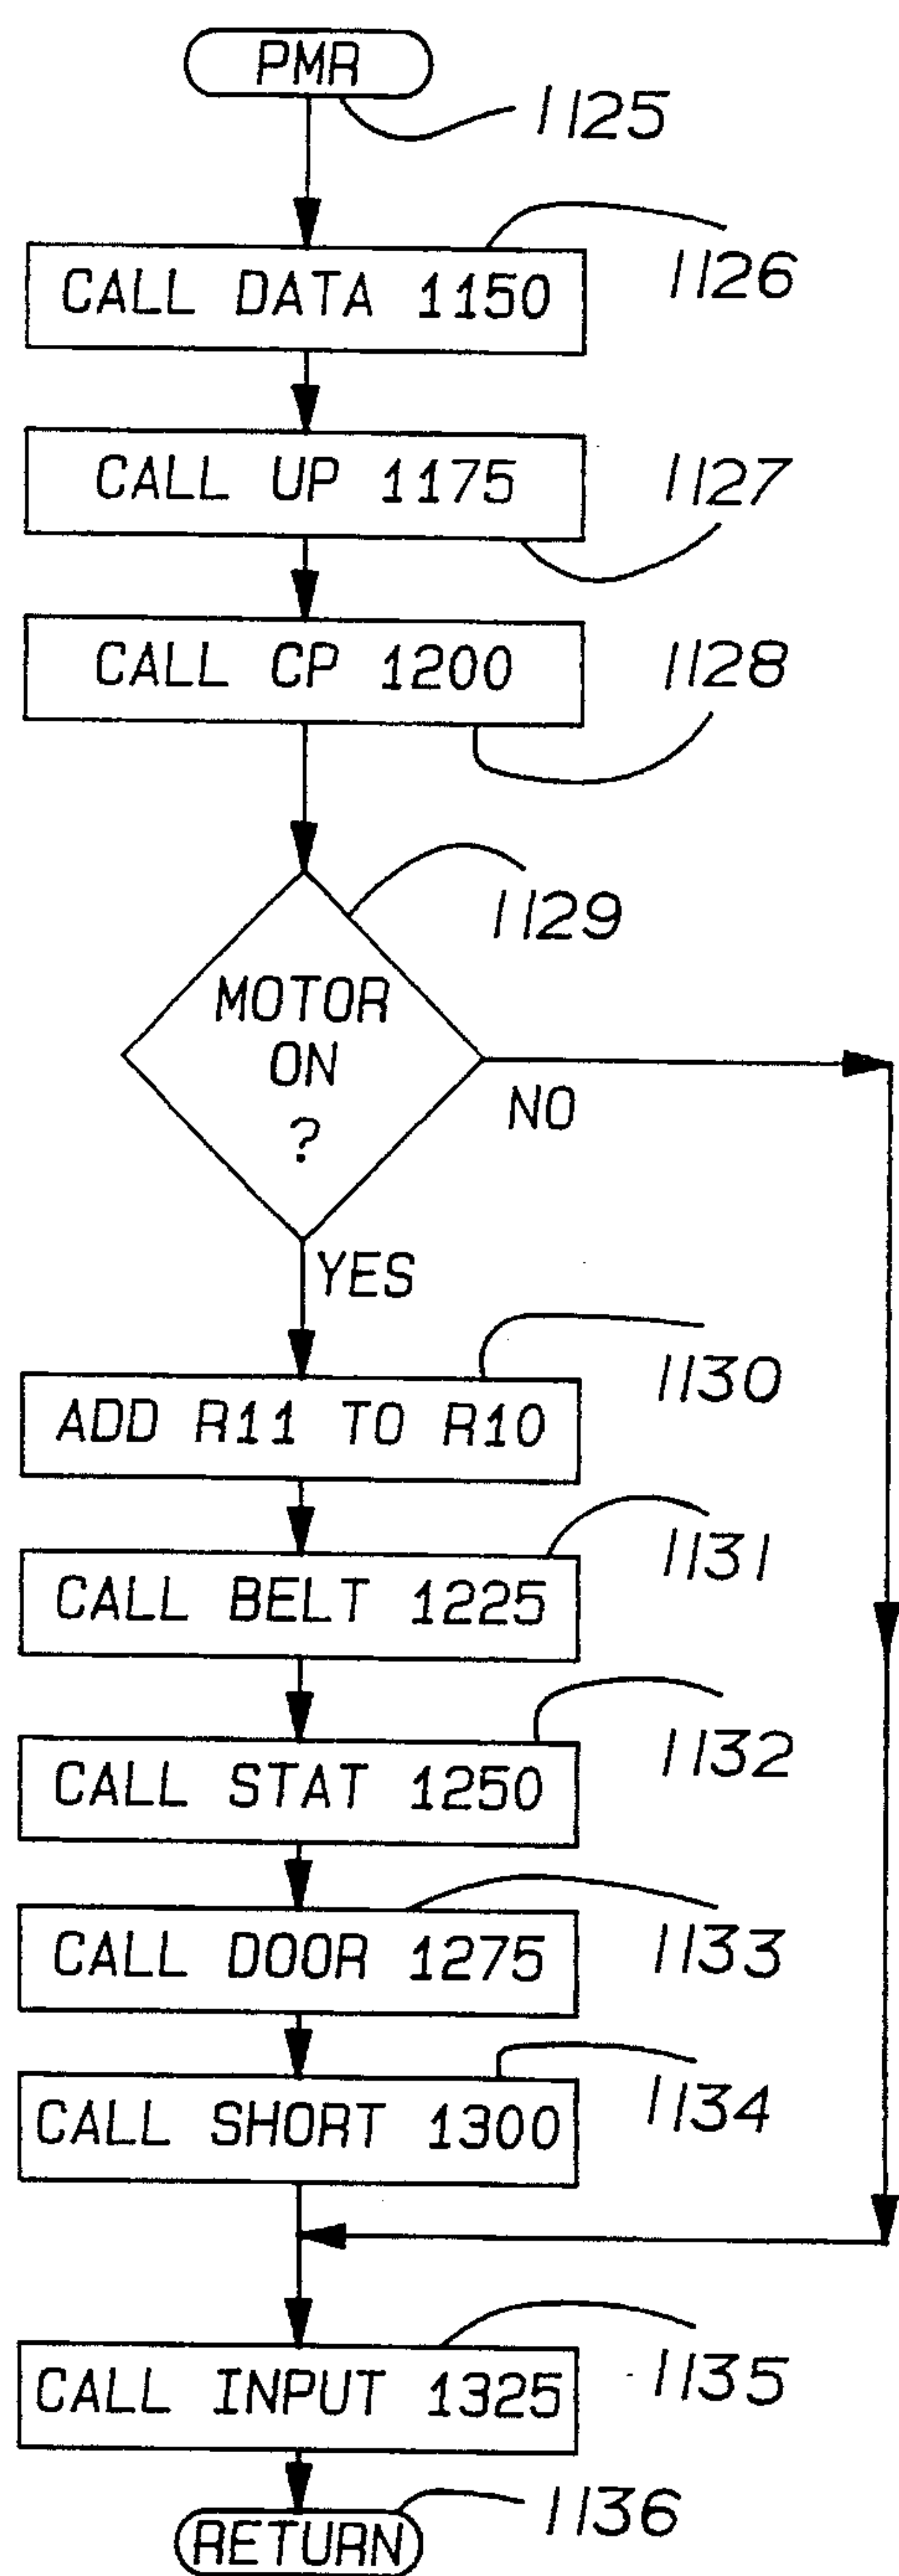 PMR
1125
CALL DATA 1150
1126
CALL UP 1175
1127
CALL CP 1200
1128
1129
MOTOR
ON
?
NO
YES
ADD R11 TO R10
1130
CALL BELT 1225
1131
CALL STAT 1250
1132
CALL DOOR 1275
1133
CALL SHORT 1300
1134
CALL INPUT 1325
1135
RETURN
1136